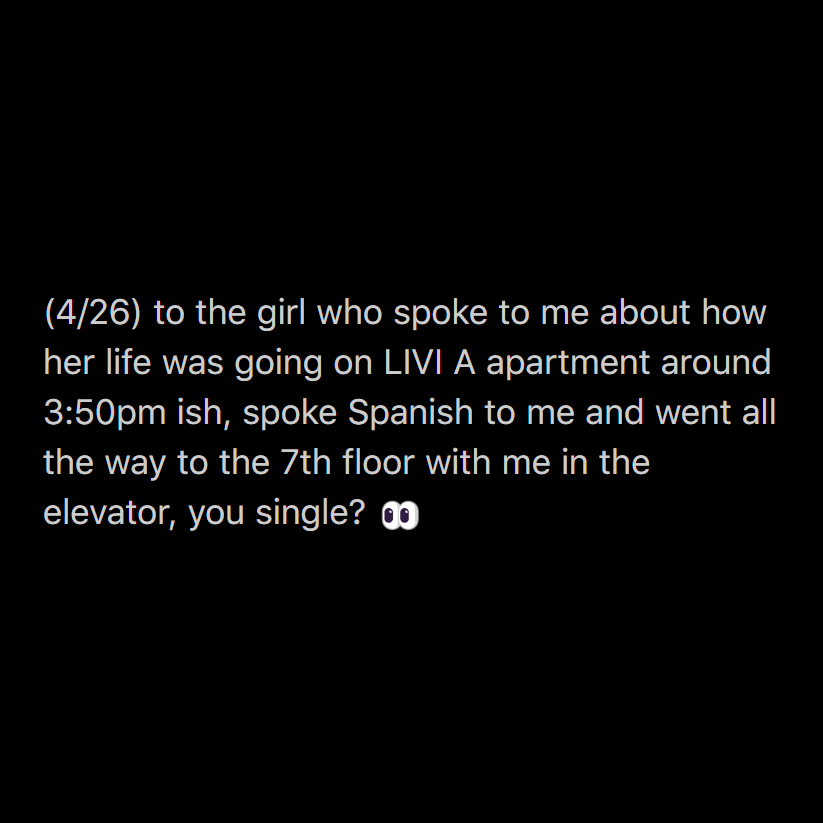 (4/26) to the girl who spoke to me about how
her life was going on LIVI A apartment around
3:50pm ish, spoke Spanish to me and went all
the way to the 7th floor with me in the
elevator, you single? 👀